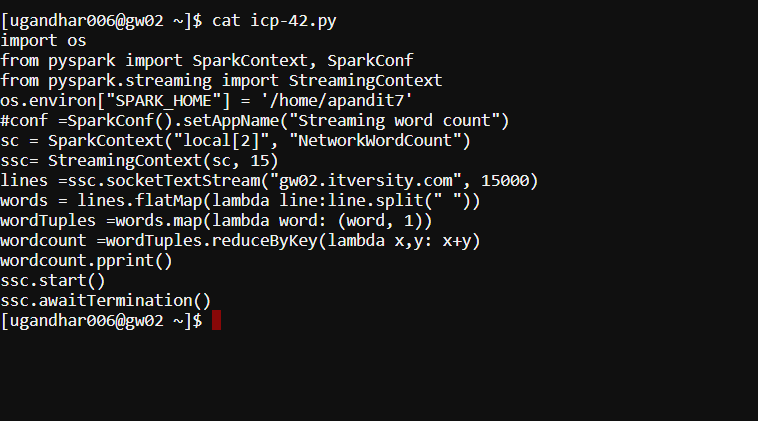 [ugandhar006@gw02 ~]$ cat icp-42.py
import os
from pyspark import SparkContext, SparkConf
from pyspark.streaming import StreamingContext
os.environ["SPARK_HOME"] = '/home/apandit7'
#conf =SparkConf().setAppName("Streaming word count")
sc = SparkContext("local[2]", "NetworkWordCount")
ssc= StreamingContext(sc, 15)
lines =ssc.socketTextStream("gw02.itversity.com", 15000)
words = lines.flatMap(lambda line:line.split(" "))
wordTuples =words.map(lambda word: (word, 1))
wordcount =wordTuples.reduceByKey(lambda x,y: x+y)
wordcount.pprint()
ssc.start()
ssc.awaitTermination()
[ugandhar006@gw02 ~]$